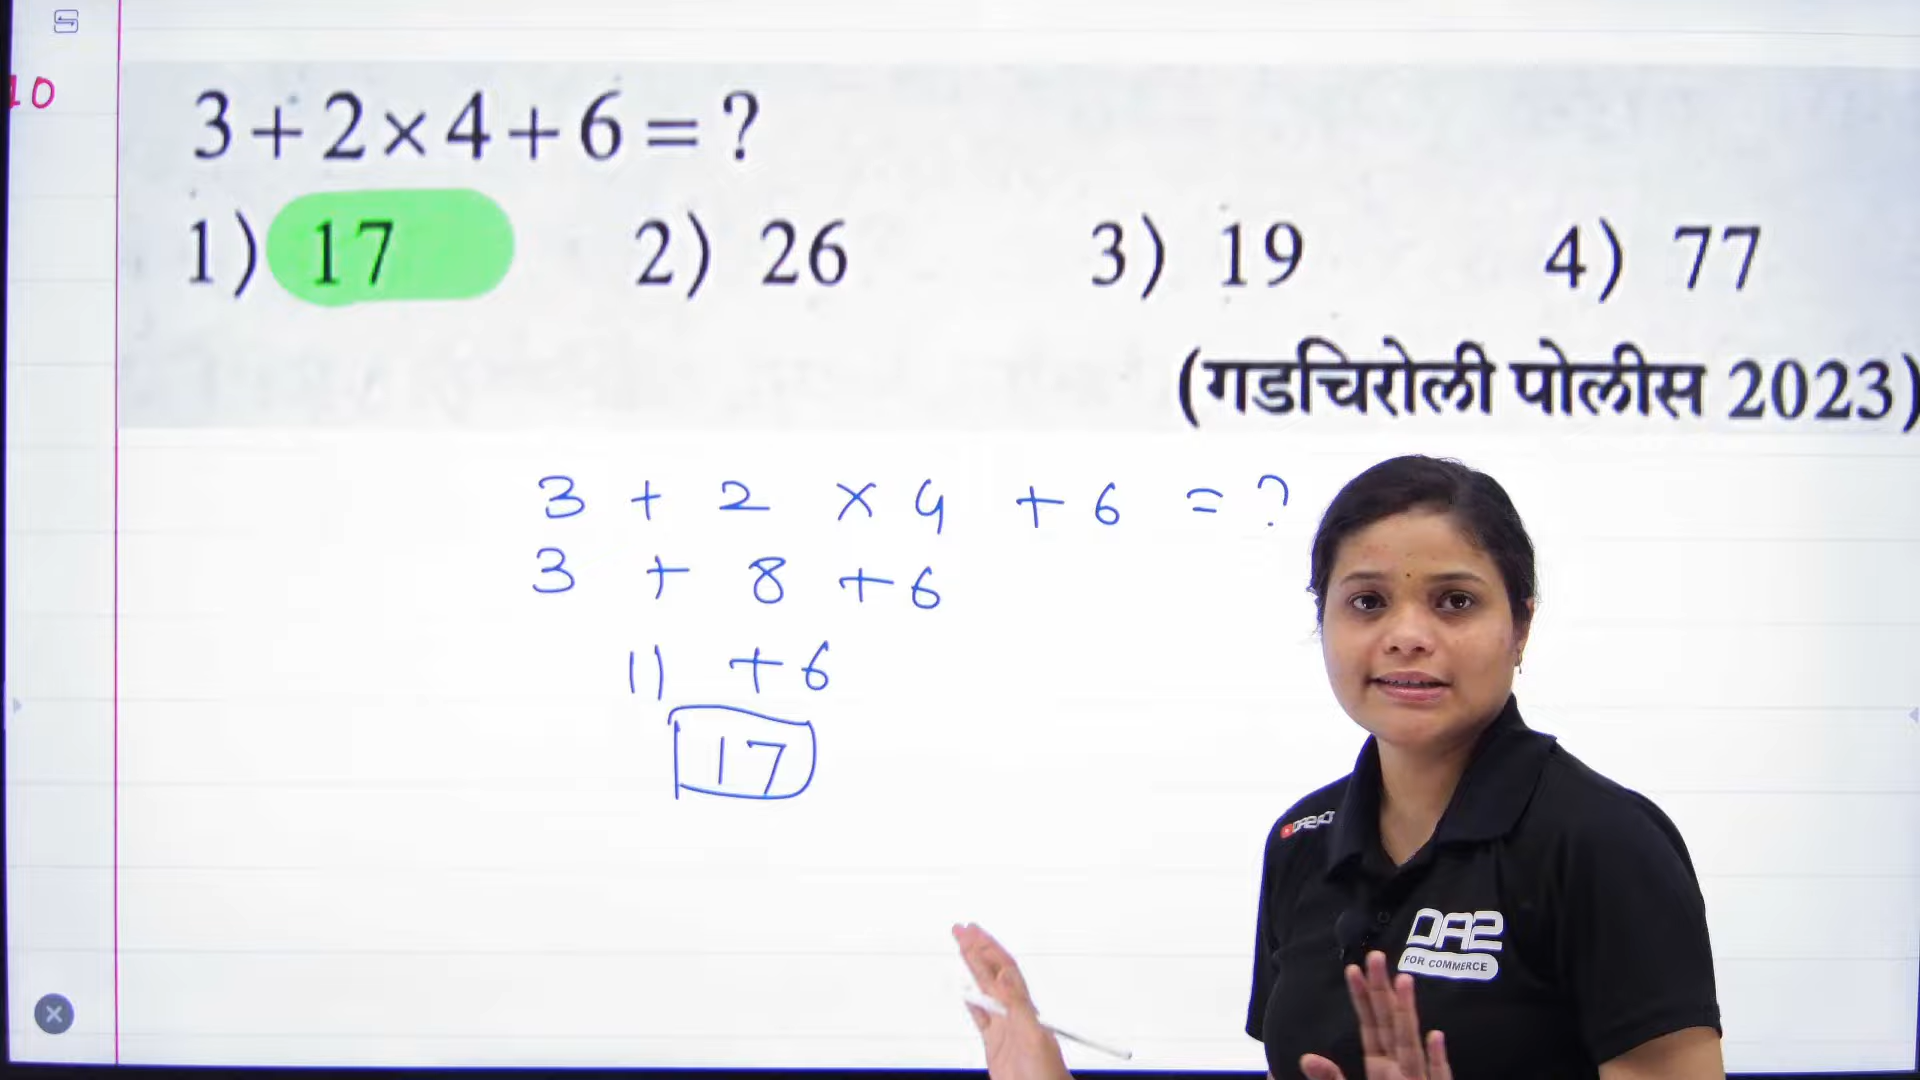 10
3+2×4+6=?
1) 17 2) 26 3) 19 4) 77
(गडचिरोली पोलीस 2023)
3 + 2 × 4 + 6 = ?
3 + 8 + 6
11 + 6
17
DA2
FOR COMMERCE